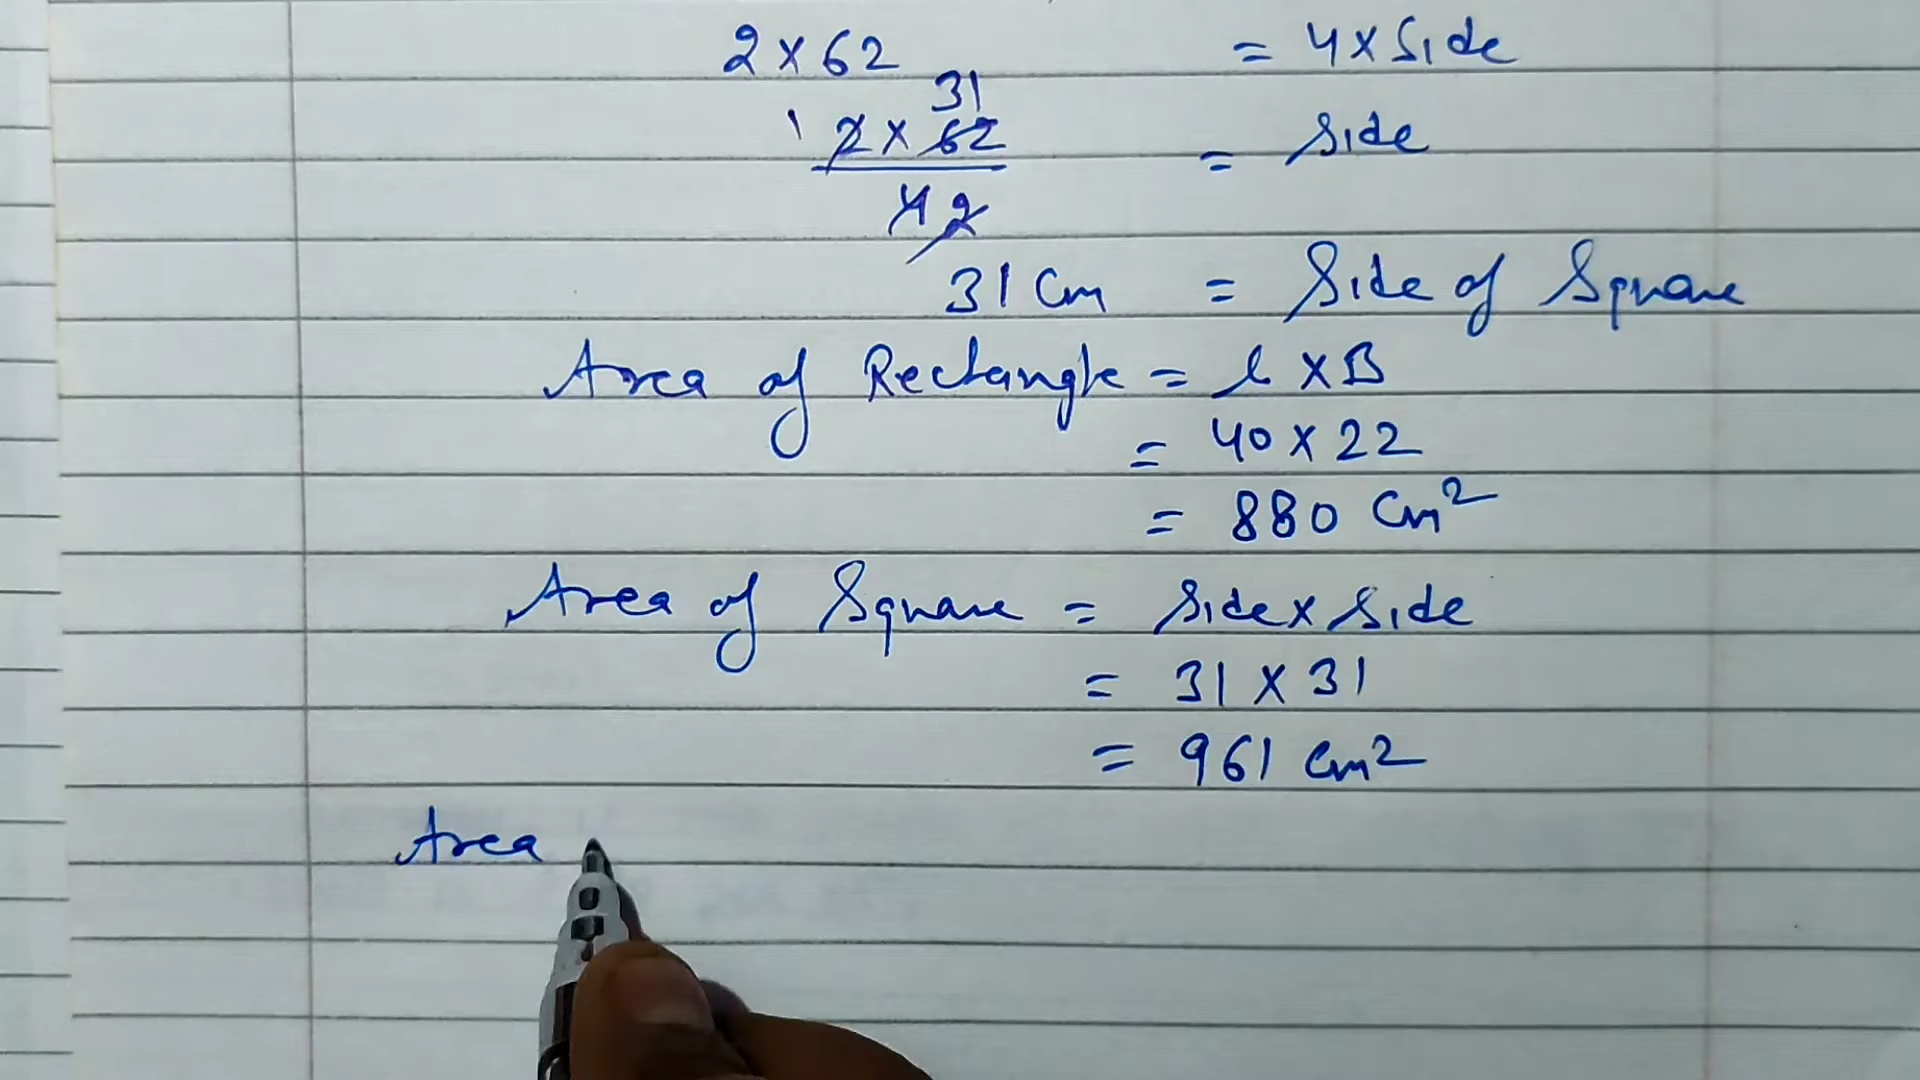 2 × 62 = 4 × Side
31
1 2 × 62 = Side
4 2
31 Cm = Side of Square
Area of Rectangle = l × B
= 40 × 22
= 880 Cm²
Area of Square = Side × Side
= 31 × 31
= 961 Cm²
Area